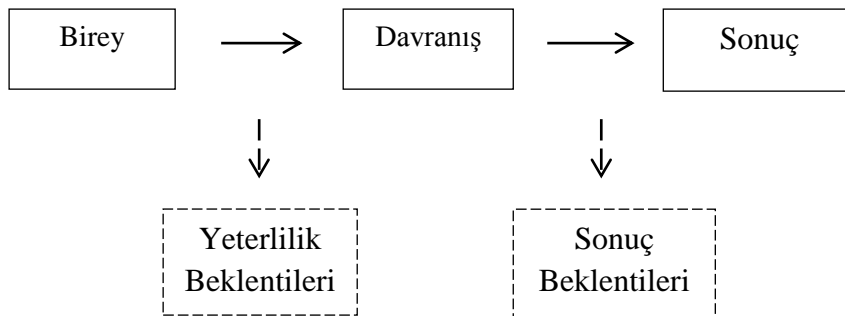 Birey
Davranış
Sonuç
Yeterlilik
Beklentileri
Sonuç
Beklentileri